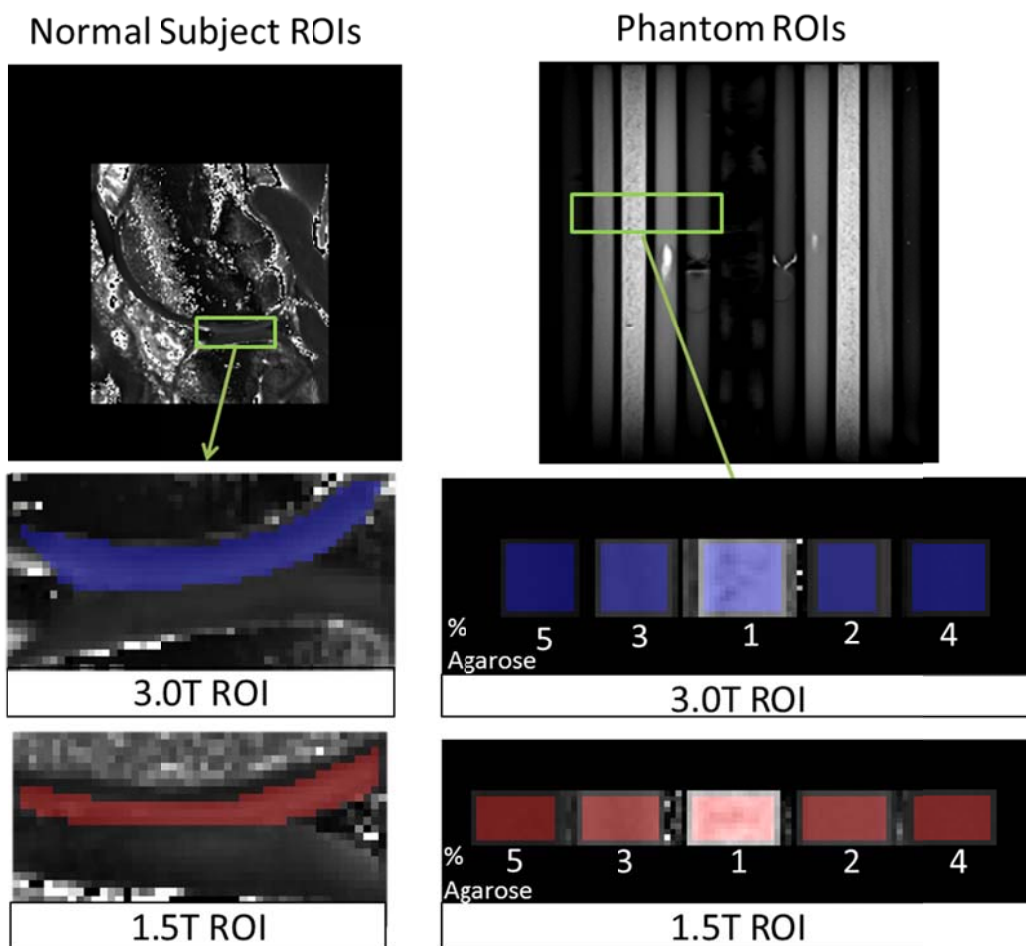 Normal Subject ROIs
Phantom ROIs
%
Agarose
5 3 1 2 4
3.0T ROI
3.0T ROI
%
Agarose
5 3 1 2 4
1.5T ROI
1.5T ROI